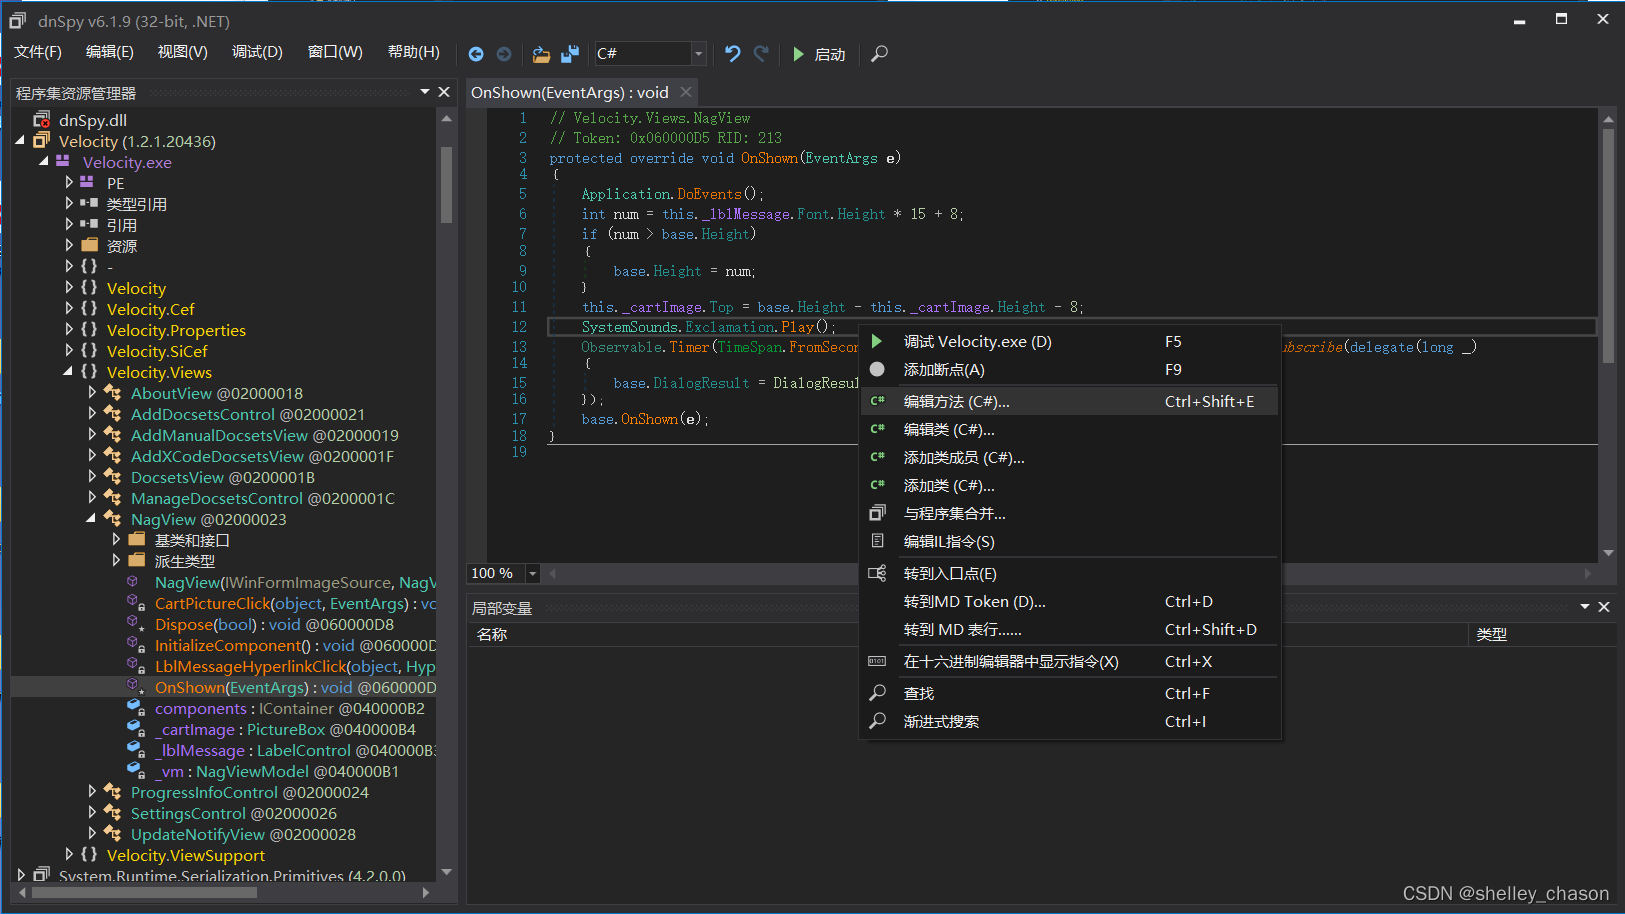 dnSpy v6.1.9 (32-bit, .NET)
文件(F) 编辑(E) 视图(V) 调试(D) 窗口(W) 帮助(H) C# 启动
程序集资源管理器
dnSpy.dll
Velocity (1.2.1.20436)
Velocity.exe
PE
类型引用
引用
资源
{ } -
{ } Velocity
{ } Velocity.Cef
{ } Velocity.Properties
{ } Velocity.SiCef
{ } Velocity.Views
AboutView @02000018
AddDocsetsControl @02000021
AddManualDocsetsView @02000019
AddXCodeDocsetsView @0200001F
DocsetsView @0200001B
ManageDocsetsControl @0200001C
NagView @02000023
基类和接口
派生类型
NagView(IWinFormImageSource, NagV
CartPictureClick(object, EventArgs) : vo
Dispose(bool) : void @060000D8
InitializeComponent() : void @060000D
LblMessageHyperlinkClick(object, Hyp
OnShown(EventArgs) : void @060000D
components : IContainer @040000B2
_cartImage : PictureBox @040000B4
_lblMessage : LabelControl @040000B3
_vm : NagViewModel @040000B1
ProgressInfoControl @02000024
SettingsControl @02000026
UpdateNotifyView @02000028
{ } Velocity.ViewSupport
System.Runtime.Serialization.Primitives (4.2.0.0)
OnShown(EventArgs) : void
1 // Velocity.Views.NagView
2 // Token: 0x060000D5 RID: 213
3 protected override void OnShown(EventArgs e)
4 {
5 Application.DoEvents();
6 int num = this._lblMessage.Font.Height * 15 + 8;
7 if (num > base.Height)
8 {
9 base.Height = num;
10 }
11 this._cartImage.Top = base.Height - this._cartImage.Height - 8;
12 SystemSounds.Exclamation.Play();
13 Observable.Timer(TimeSpan.FromSecon bscribe(delegate(long _)
14 {
15 base.DialogResult = DialogResul
16 });
17 base.OnShown(e);
18 }
19
100 %
调试 Velocity.exe (D) F5
添加断点(A) F9
C# 编辑方法 (C#)... Ctrl+Shift+E
C# 编辑类 (C#)...
C# 添加类成员 (C#)...
C# 添加类 (C#)...
与程序集合并...
编辑IL指令(S)
转到入口点(E)
转到MD Token (D)... Ctrl+D
转到 MD 表行...... Ctrl+Shift+D
在十六进制编辑器中显示指令(X) Ctrl+X
查找 Ctrl+F
渐进式搜索 Ctrl+I
局部变量
名称 类型
CSDN @shelley_chason